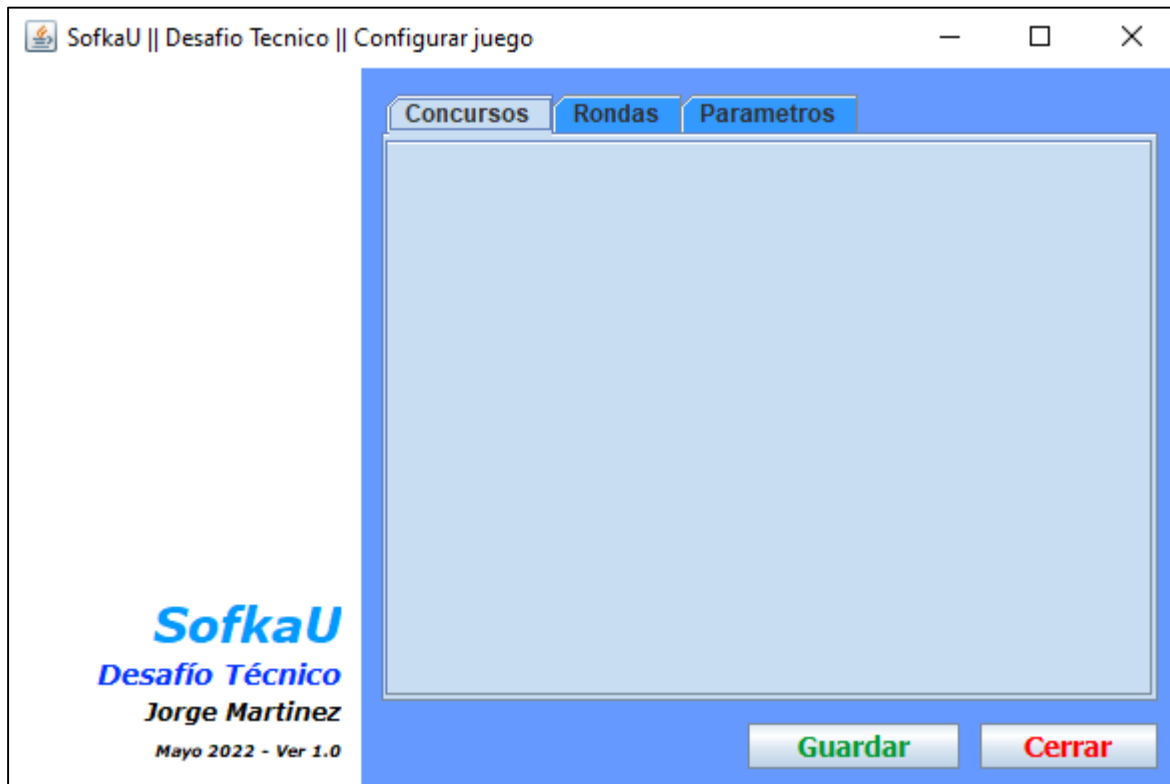 SofkaU || Desafio Tecnico || Configurar juego
Concursos Rondas Parametros
SofkaU
Desafío Técnico
Jorge Martinez
Mayo 2022 - Ver 1.0
Guardar Cerrar